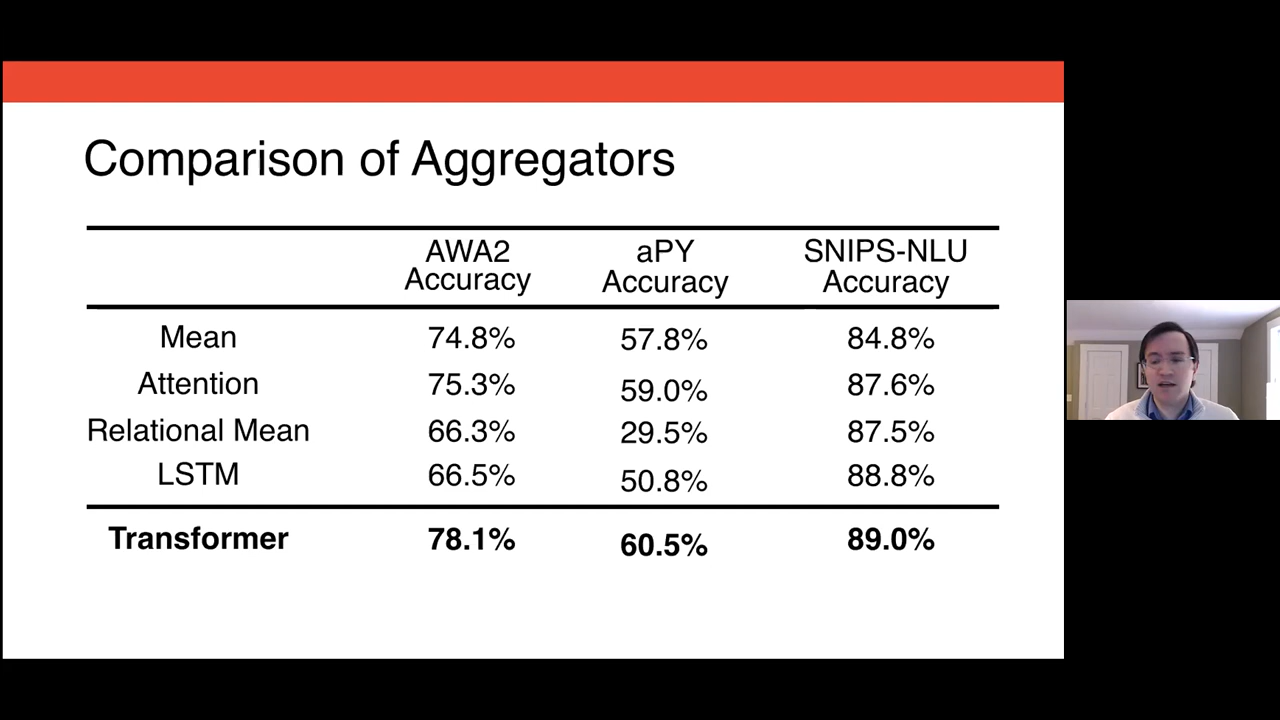 Comparison of Aggregators
AWA2 Accuracy aPY Accuracy SNIPS-NLU Accuracy
Mean 74.8% 57.8% 84.8%
Attention 75.3% 59.0% 87.6%
Relational Mean 66.3% 29.5% 87.5%
LSTM 66.5% 50.8% 88.8%
Transformer 78.1% 60.5% 89.0%